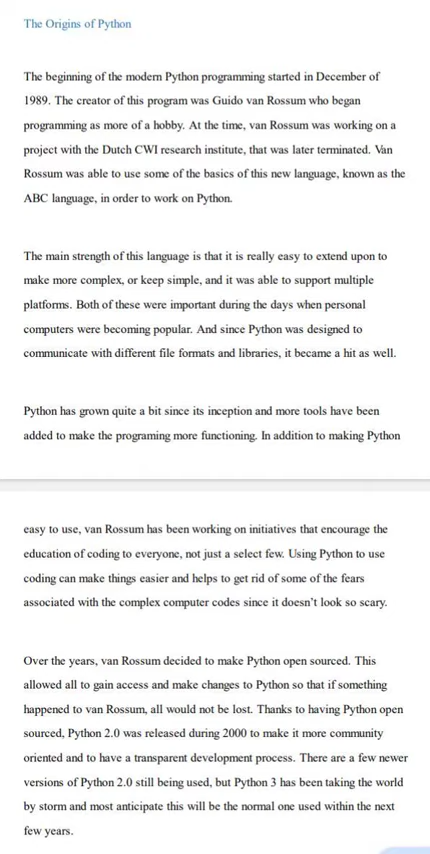 The Origins of Python
The beginning of the modern Python programming started in December of
1989. The creator of this program was Guido van Rossum who began
programming as more of a hobby. At the time, van Rossum was working on a
project with the Dutch CWI research institute, that was later terminated. Van
Rossum was able to use some of the basics of this new language, known as the
ABC language, in order to work on Python.
The main strength of this language is that it is really easy to extend upon to
make more complex, or keep simple, and it was able to support multiple
platforms. Both of these were important during the days when personal
computers were becoming popular. And since Python was designed to
communicate with different file formats and libraries, it became a hit as well.
Python has grown quite a bit since its inception and more tools have been
added to make the programing more functioning. In addition to making Python
easy to use, van Rossum has been working on initiatives that encourage the
education of coding to everyone, not just a select few. Using Python to use
coding can make things easier and helps to get rid of some of the fears
associated with the complex computer codes since it doesn't look so scary.
Over the years, van Rossum decided to make Python open sourced. This
allowed all to gain access and make changes to Python so that if something
happened to van Rossum, all would not be lost. Thanks to having Python open
sourced, Python 2.0 was released during 2000 to make it more community
oriented and to have a transparent development process. There are a few newer
versions of Python 2.0 still being used, but Python 3 has been taking the world
by storm and most anticipate this will be the normal one used within the next
few years.